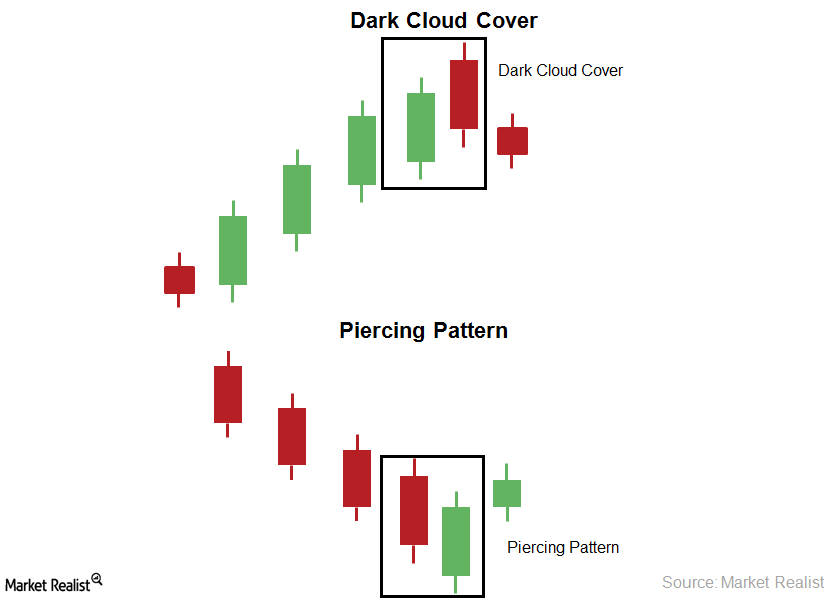 Dark Cloud Cover
Dark Cloud Cover
Piercing Pattern
Piercing Pattern
Market Realist
Source: Market Realist